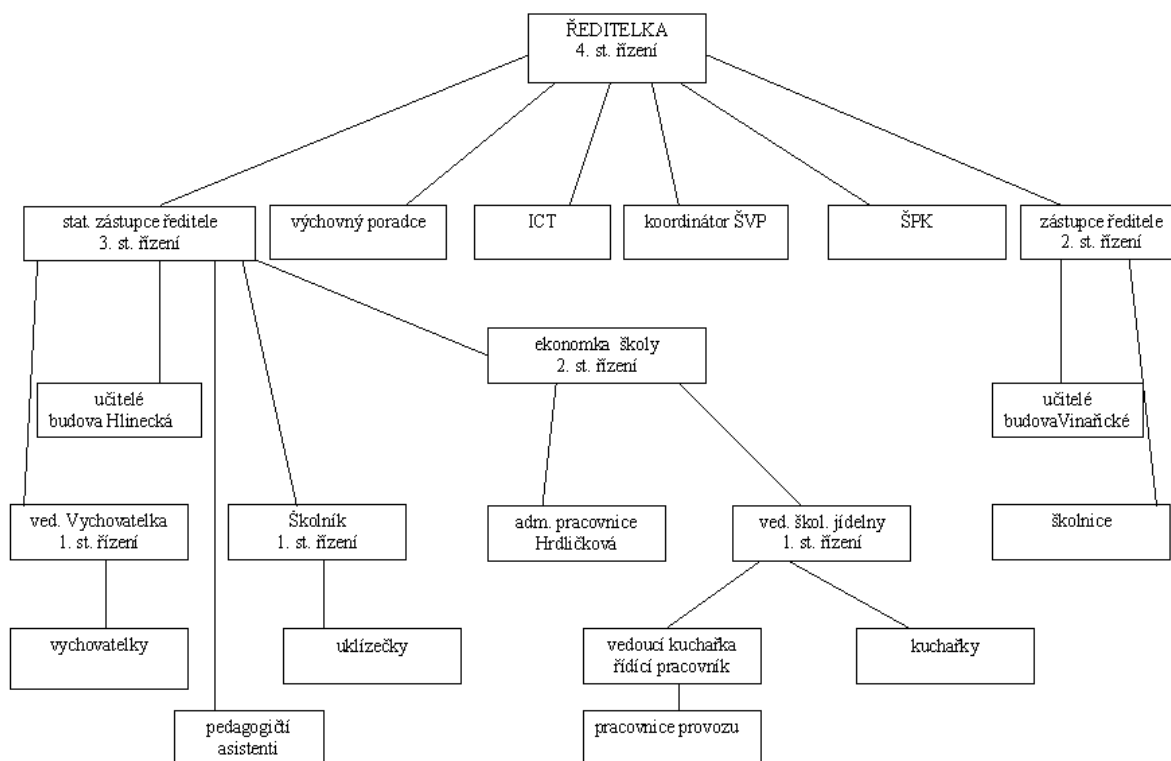 ŘEDITELKA
4. st. řízení
stat. zástupce ředitele
3. st. řízení
výchovný poradce
ICT
koordinátor ŠVP
ŠPK
zástupce ředitele
2. st. řízení
ekonomka školy
2. st. řízení
učitelé
budova Hlinecká
učitelé
budovaVinařické
ved. Vychovatelka
1. st. řízení
Školník
1. st. řízení
adm. pracovnice
Hrdličková
ved. škol. jídelny
1. st. řízení
školnice
vychovatelky
uklízečky
vedoucí kuchařka
řídící pracovník
kuchařky
pedagogičtí
asistenti
pracovnice provozu